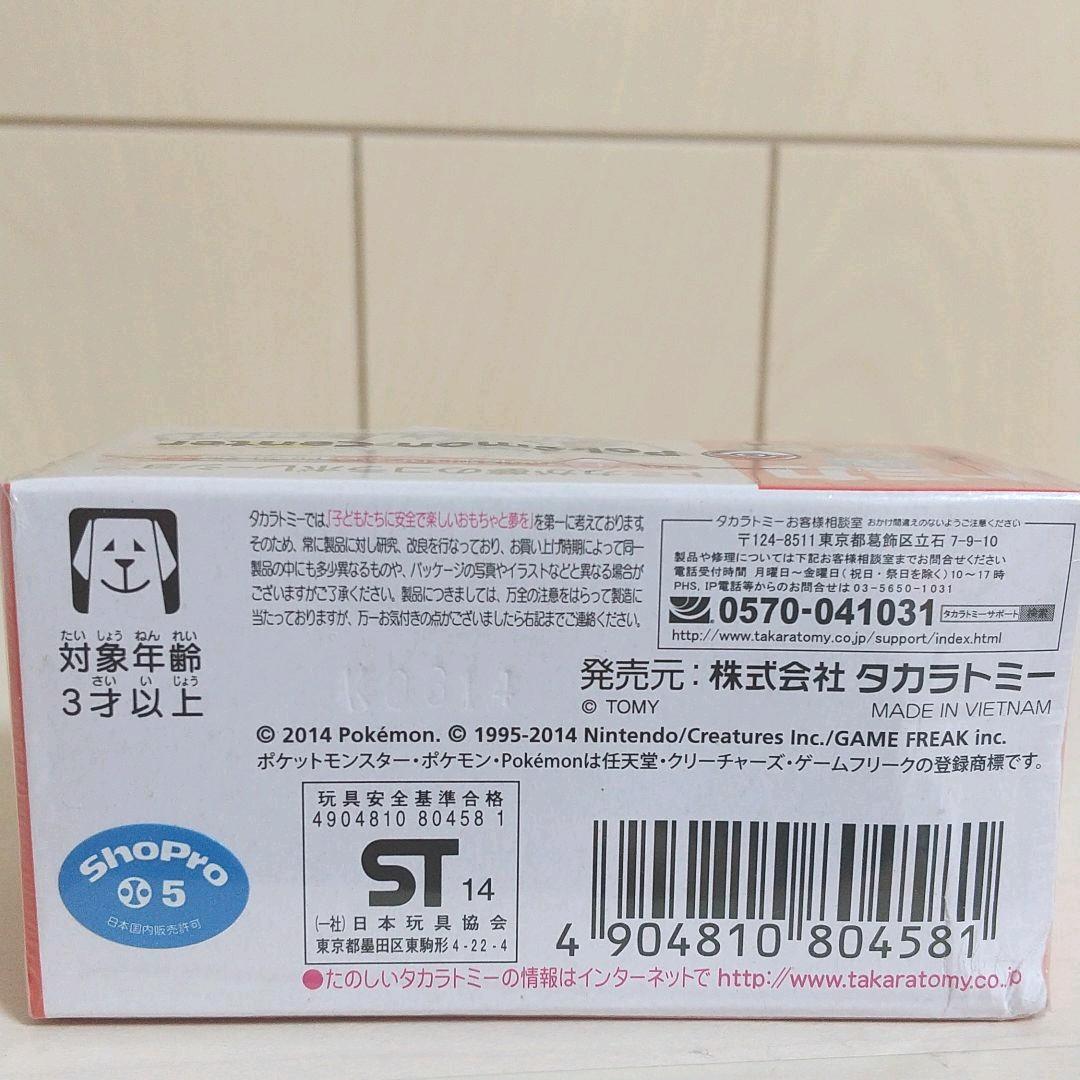 Pokémon Center
たい しょう ねん れい
対象年齢
さい い じょう
3才以上
タカラトミーでは、「子どもたちに安全で楽しいおもちゃと夢を」を第一に考えております。
そのため、常に製品に対し研究、改良を行なっており、お買い上げ時期によって同一
製品の中にも多少異なるものや、パッケージの写真やイラストなどと異なる場合が
ございますがご了承ください。製品につきましては、万全の注意をはらって製造に
当たっておりますが、万一お気付きの点がございましたら右記までご連絡ください。
タカラトミーお客様相談室 おかけ間違えのないようご注意ください
〒124-8511 東京都葛飾区立石 7-9-10
製品や修理については下記お客様相談室までお問合せください
電話受付時間 月曜日〜金曜日(祝日・祭日を除く)10〜17時
PHS, IP電話等からのお問合せは 03-5650-1031
0570-041031 タカラトミーサポート 検索
http://www.takaratomy.co.jp/support/index.html
発売元:株式会社 タカラトミー
© TOMY MADE IN VIETNAM
© 2014 Pokémon. © 1995-2014 Nintendo/Creatures Inc./GAME FREAK inc.
ポケットモンスター・ポケモン・Pokémonは任天堂・クリーチャーズ・ゲームフリークの登録商標です。
ShoPro
5
日本国内販売許可
玩具安全基準合格
4904810 80458 1
ST 14
(一社)日本玩具協会
東京都墨田区東駒形4-22-4
4 904810 804581
●たのしいタカラトミーの情報はインターネットで http://www.takaratomy.co.jp